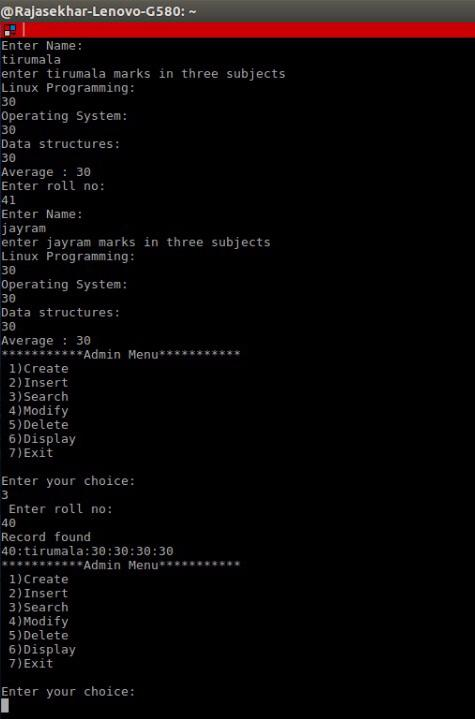 @Rajasekhar-Lenovo-G580: ~
Enter Name:
tirumala
enter tirumala marks in three subjects
Linux Programming:
30
Operating System:
30
Data structures:
30
Average : 30
Enter roll no:
41
Enter Name:
jayram
enter jayram marks in three subjects
Linux Programming:
30
Operating System:
30
Data structures:
30
Average : 30
***********Admin Menu***********
1)Create
2)Insert
3)Search
4)Modify
5)Delete
6)Display
7)Exit
Enter your choice:
3
Enter roll no:
40
Record found
40:tirumala:30:30:30:30
***********Admin Menu***********
1)Create
2)Insert
3)Search
4)Modify
5)Delete
6)Display
7)Exit
Enter your choice: